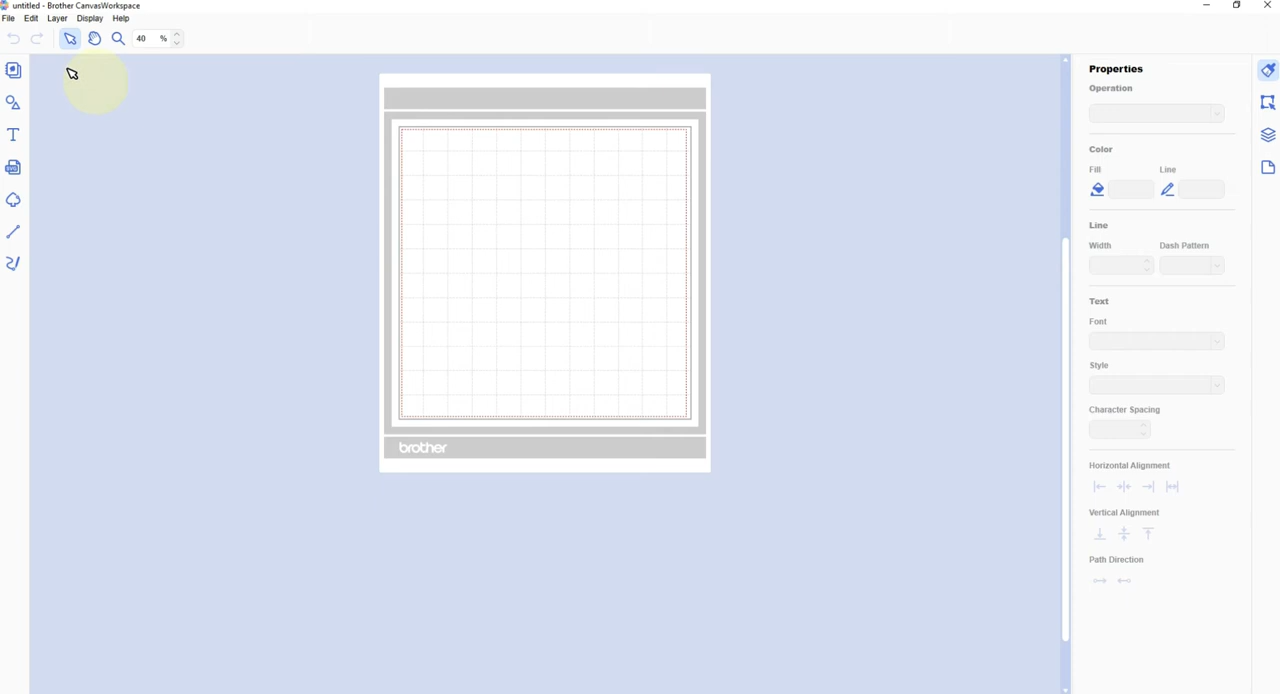 untitled - Brother CanvasWorkspace
File Edit Layer Display Help
40 %
Properties
Operation
Color
Fill Line
Line
Width Dash Pattern
Text
Font
Style
Character Spacing
Horizontal Alignment
Vertical Alignment
Path Direction
T
SVG
brother